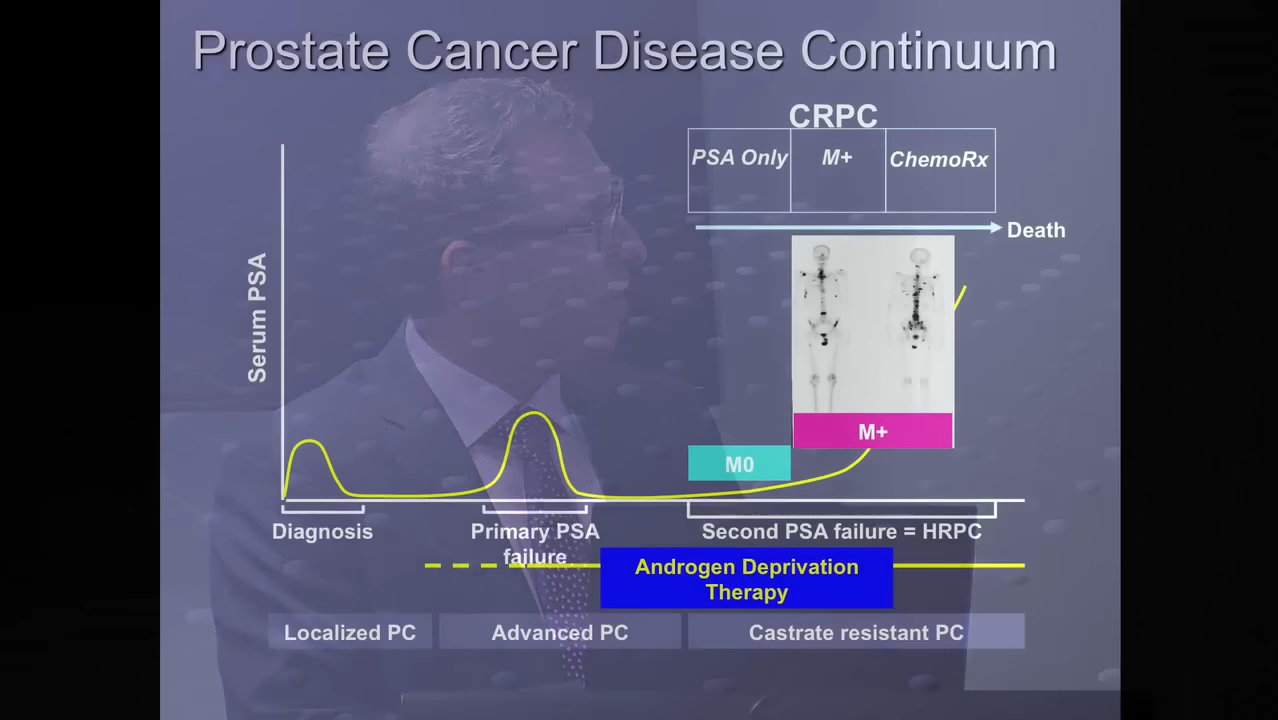 Prostate Cancer Disease Continuum
CRPC
PSA Only
M+
ChemoRx
Death
Serum PSA
M+
M0
Diagnosis
Primary PSA
failure
Second PSA failure = HRPC
Androgen Deprivation
Therapy
Localized PC
Advanced PC
Castrate resistant PC